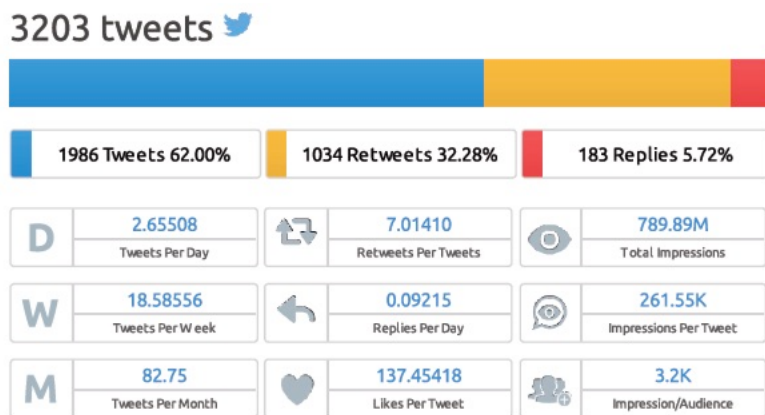 3203 tweets
1986 Tweets 62.00%
1034 Retweets 32.28%
183 Replies 5.72%
D
2.65508
Tweets Per Day
7.01410
Retweets Per Tweets
789.89M
Total Impressions
W
18.58556
Tweets Per Week
0.09215
Replies Per Day
261.55K
Impressions Per Tweet
M
82.75
Tweets Per Month
137.45418
Likes Per Tweet
3.2K
Impression/Audience